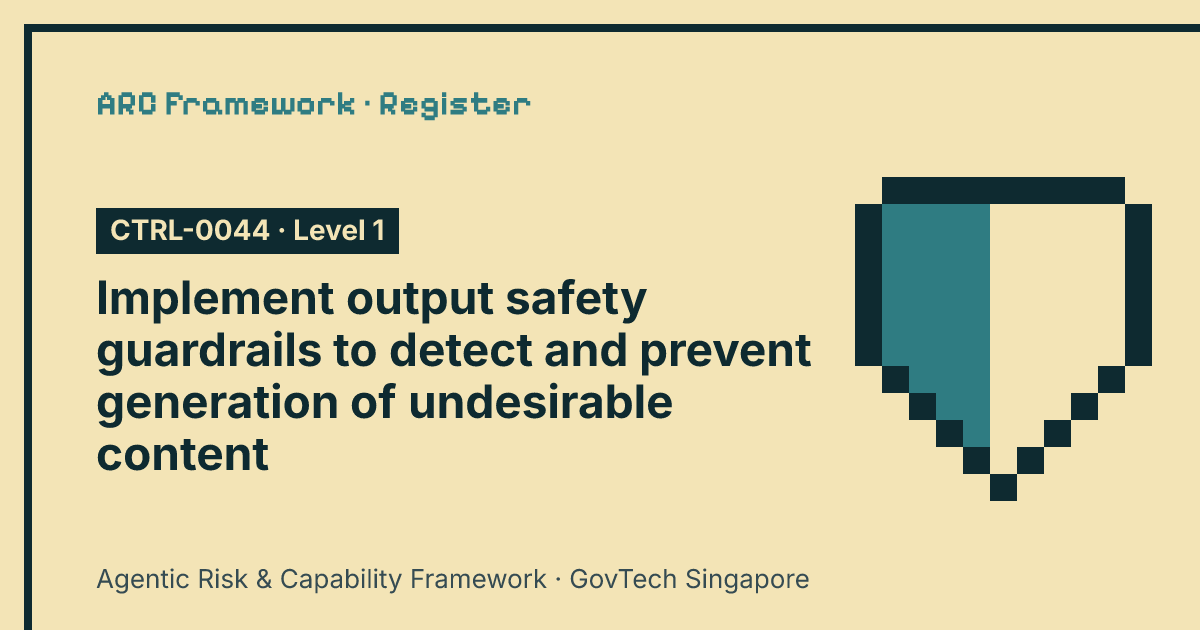 ARC Framework · Register
CTRL-0044 · Level 1
Implement output safety
guardrails to detect and prevent
generation of undesirable
content
Agentic Risk & Capability Framework · GovTech Singapore